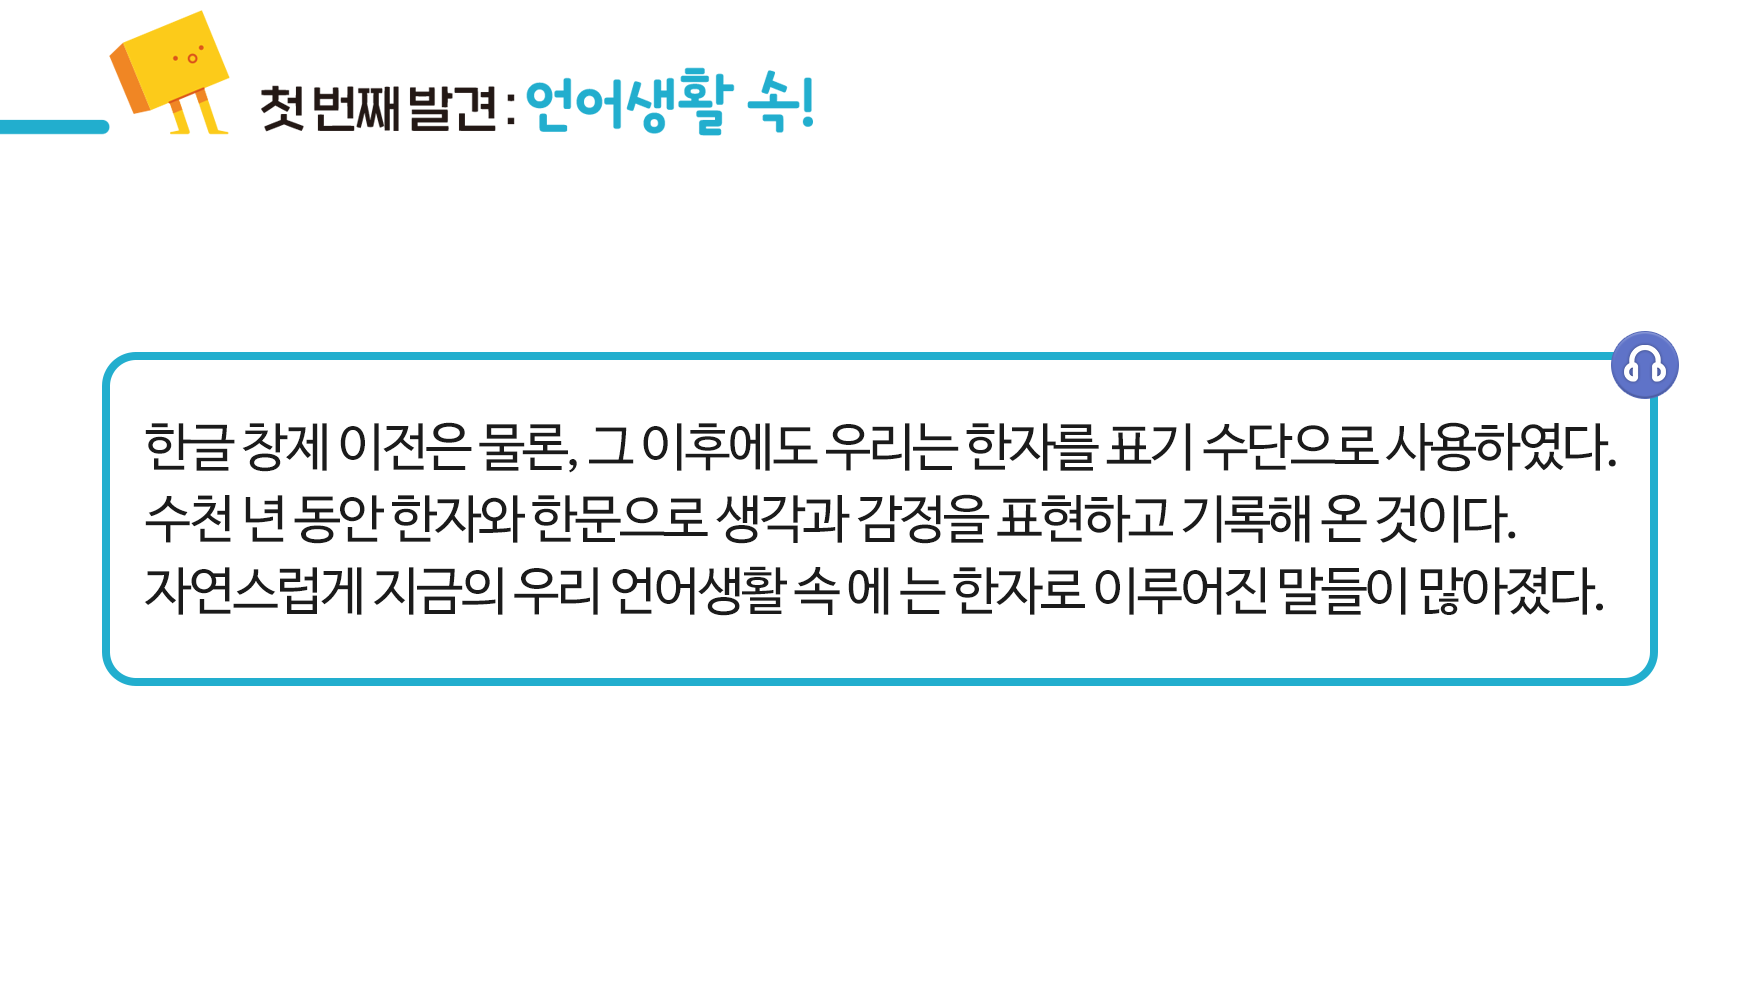 첫 번째 발견 : 언어생활 속!
한글 창제 이전은 물론, 그 이후에도 우리는 한자를 표기 수단으로 사용하였다.
수천 년 동안 한자와 한문으로 생각과 감정을 표현하고 기록해 온 것이다.
자연스럽게 지금의 우리 언어생활 속 에 는 한자로 이루어진 말들이 많아졌다.